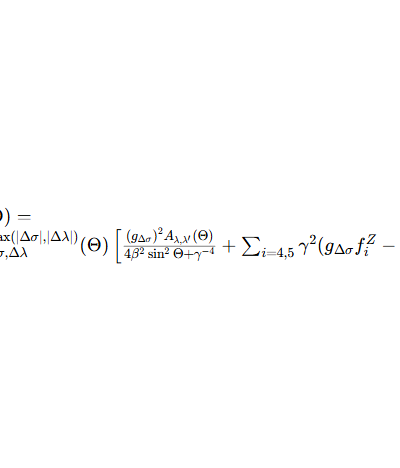 ) =
ax(|Δσ|,|Δλ|) σ,Δλ (Θ) [ (g_{Δσ})^2 A_{λ,λ′}(Θ) / 4β^2 sin^2 Θ+γ^{−4} + ∑_{i=4,5} γ^2(g_{Δσ} f_i^Z −